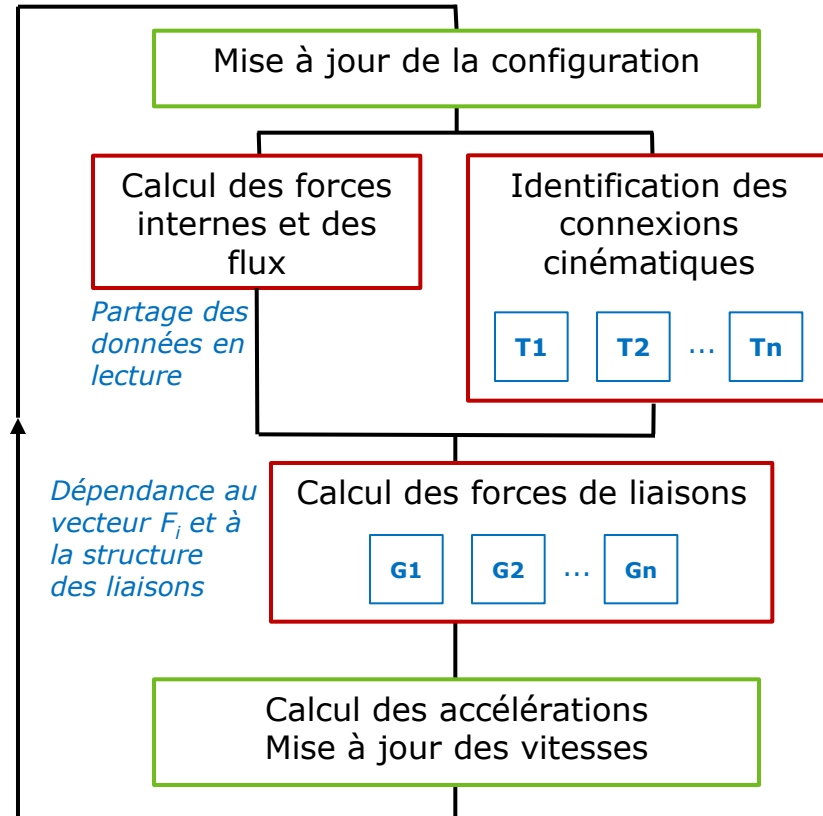 Mise à jour de la configuration
Calcul des forces
internes et des
flux
Identification des
connexions
cinématiques
T1 T2 ... Tn
Partage des
données en
lecture
Dépendance au
vecteur Fi et à
la structure
des liaisons
Calcul des forces de liaisons
G1 G2 ... Gn
Calcul des accélérations
Mise à jour des vitesses